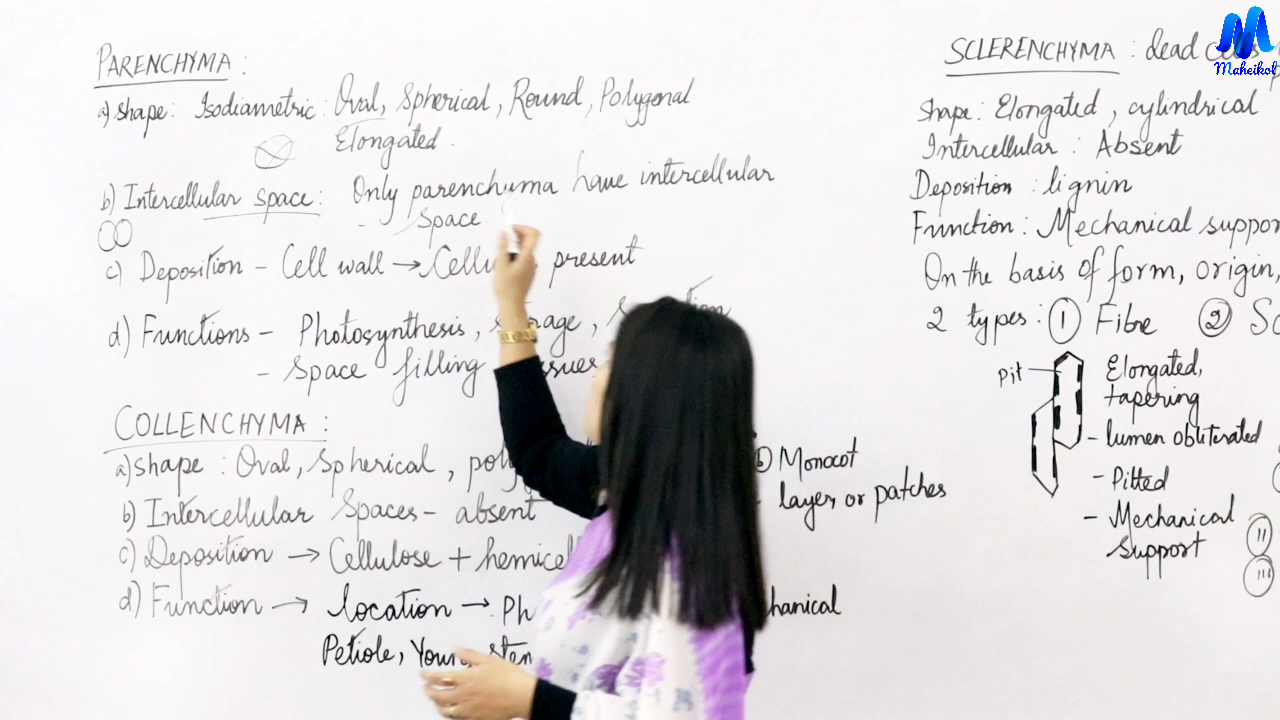 PARENCHYMA :
a) Shape : Isodiametric : Oval, Spherical, Round, Polygonal
Elongated.
b) Intercellular space : Only parenchuma have intercellular
- Space
c) Deposition - Cell wall → present
d) Functions - Photosynthesis,
- Space filling
COLLENCHYMA :
a) Shape : Oval, Spherical,
b) Intercellular Spaces - absent
c) Deposition → Cellulose +
d) Function → location →
Petiole,
b) Monocot
- layer or patches
SCLERENCHYMA : dead
Shape : Elongated, cylindrical
Intercellular : Absent
Deposition : lignin
Function : Mechanical
On the basis of form, origin,
2 types : 1 Fibre 2
pit
Elongated,
tapering
- lumen obliterated
- Pitted
- Mechanical
support
II
III
Maheikol